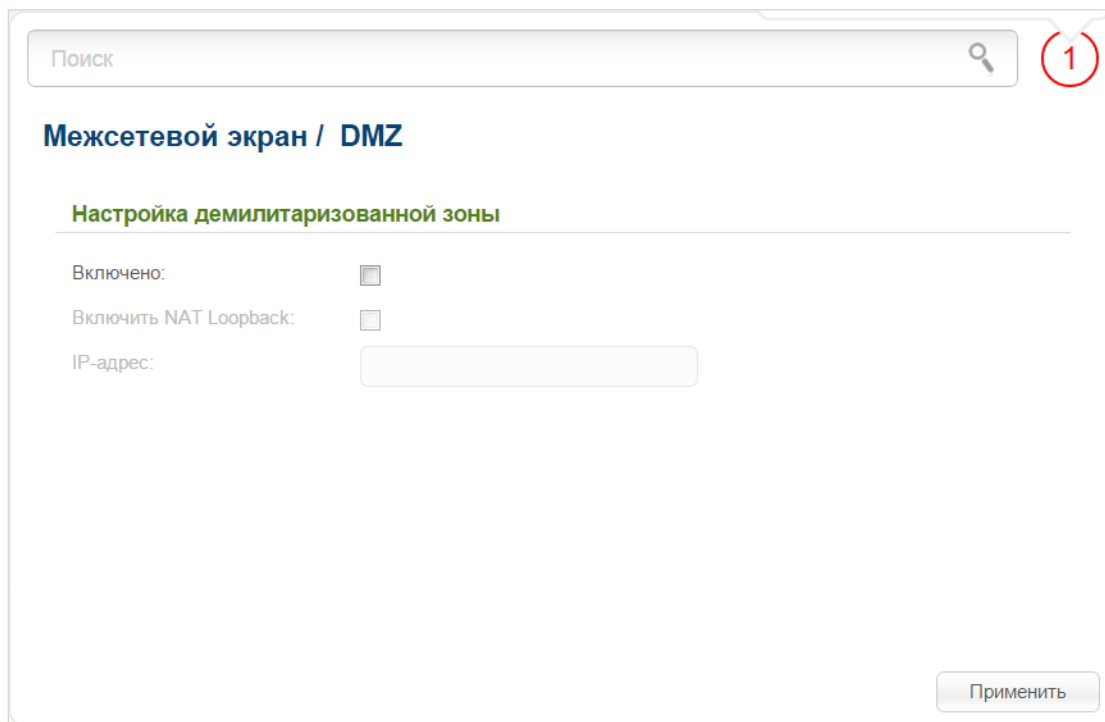 Поиск
1
Межсетевой экран / DMZ
Настройка демилитаризованной зоны
Включено:
Включить NAT Loopback:
IP-адрес:
Применить